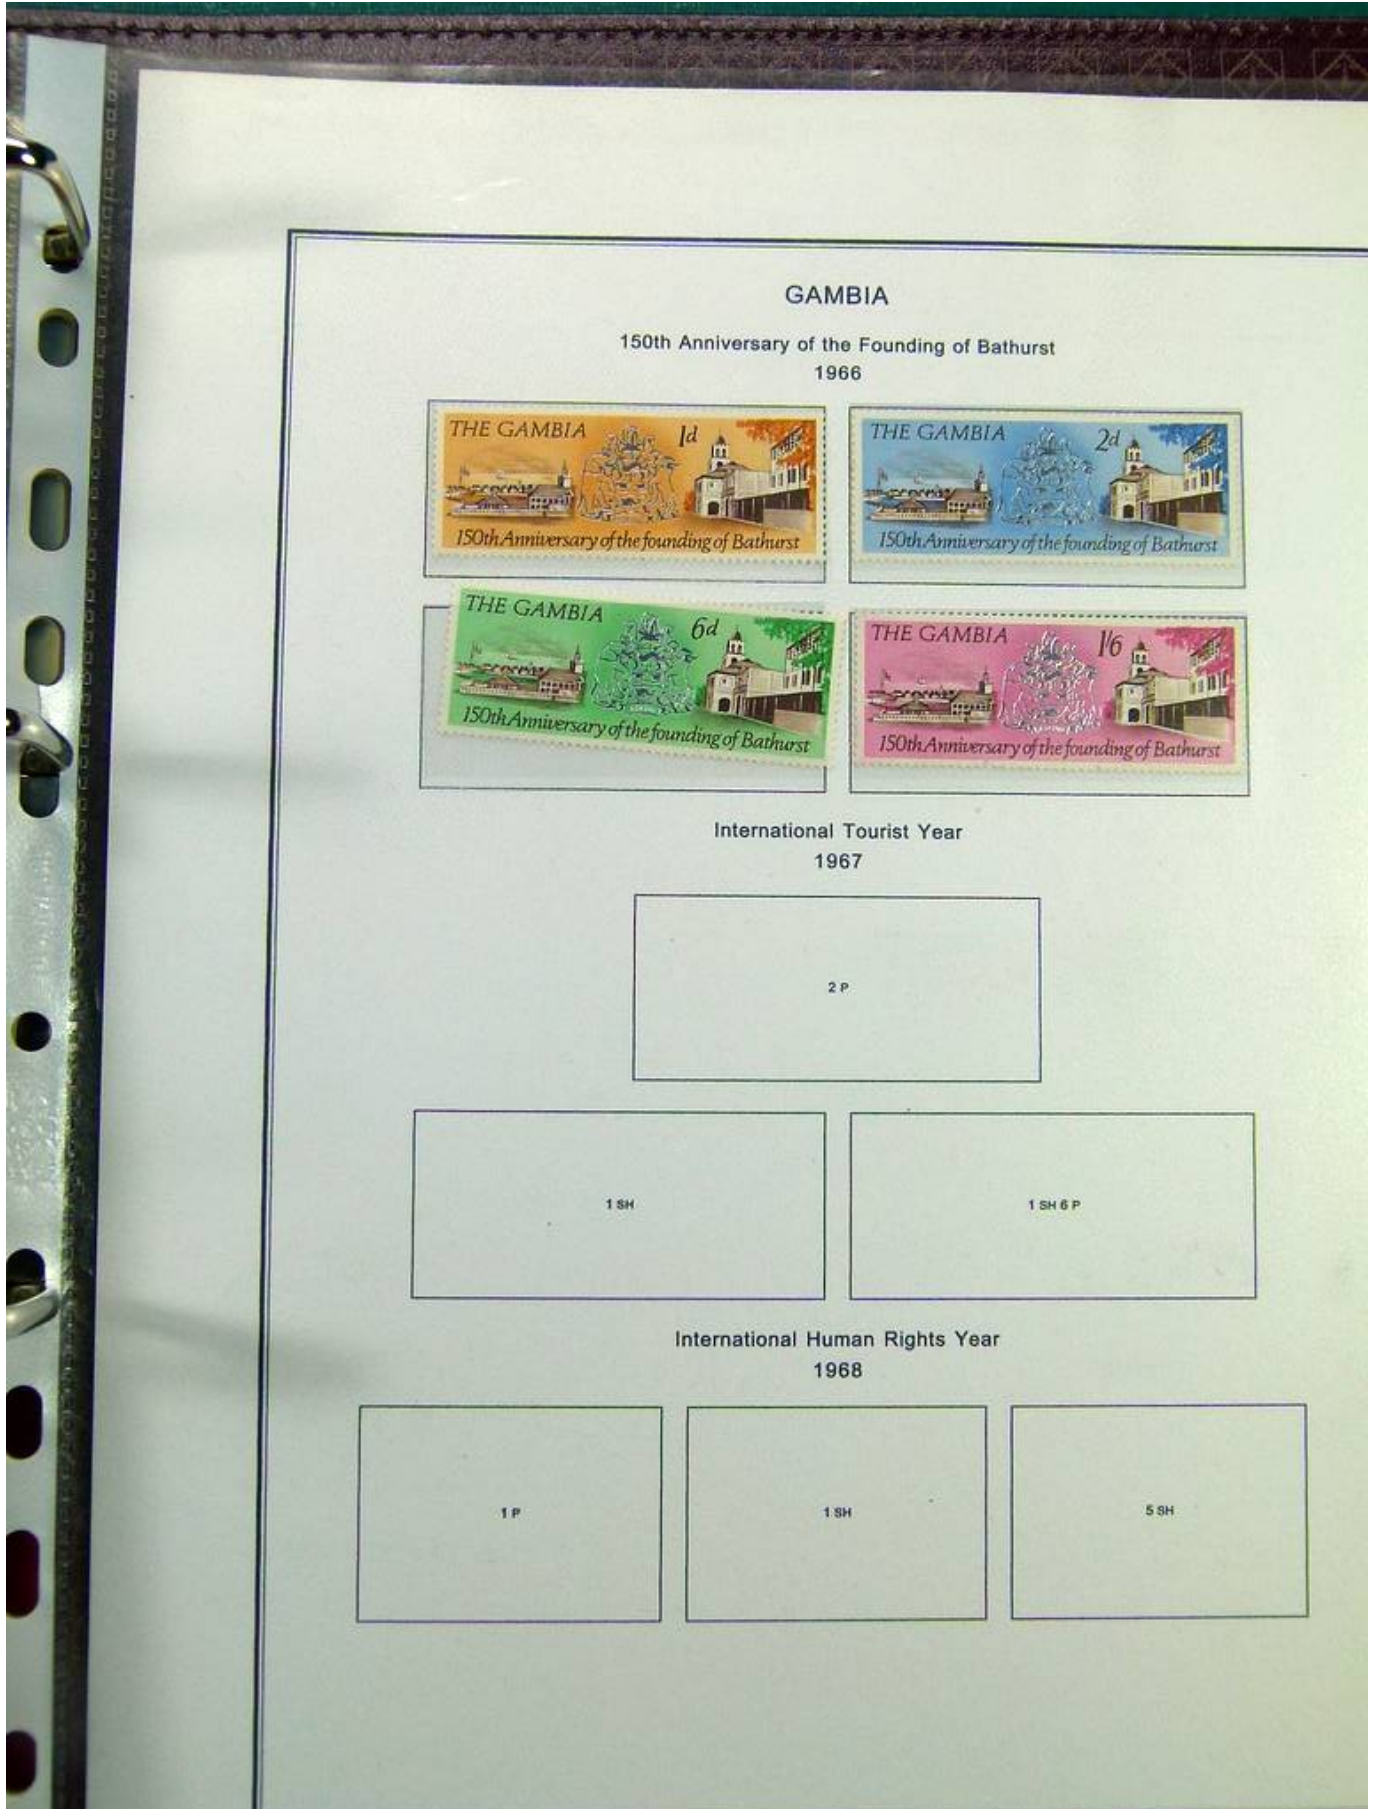 GAMBIA
150th Anniversary of the Founding of Bathurst
1966
THE GAMBIA 1d
150th Anniversary of the founding of Bathurst
THE GAMBIA 2d
150th Anniversary of the founding of Bathurst
THE GAMBIA 6d
150th Anniversary of the founding of Bathurst
THE GAMBIA 1/6
150th Anniversary of the founding of Bathurst
International Tourist Year
1967
2 P
1 SH
1 SH 6 P
International Human Rights Year
1968
1 P
1 SH
5 SH